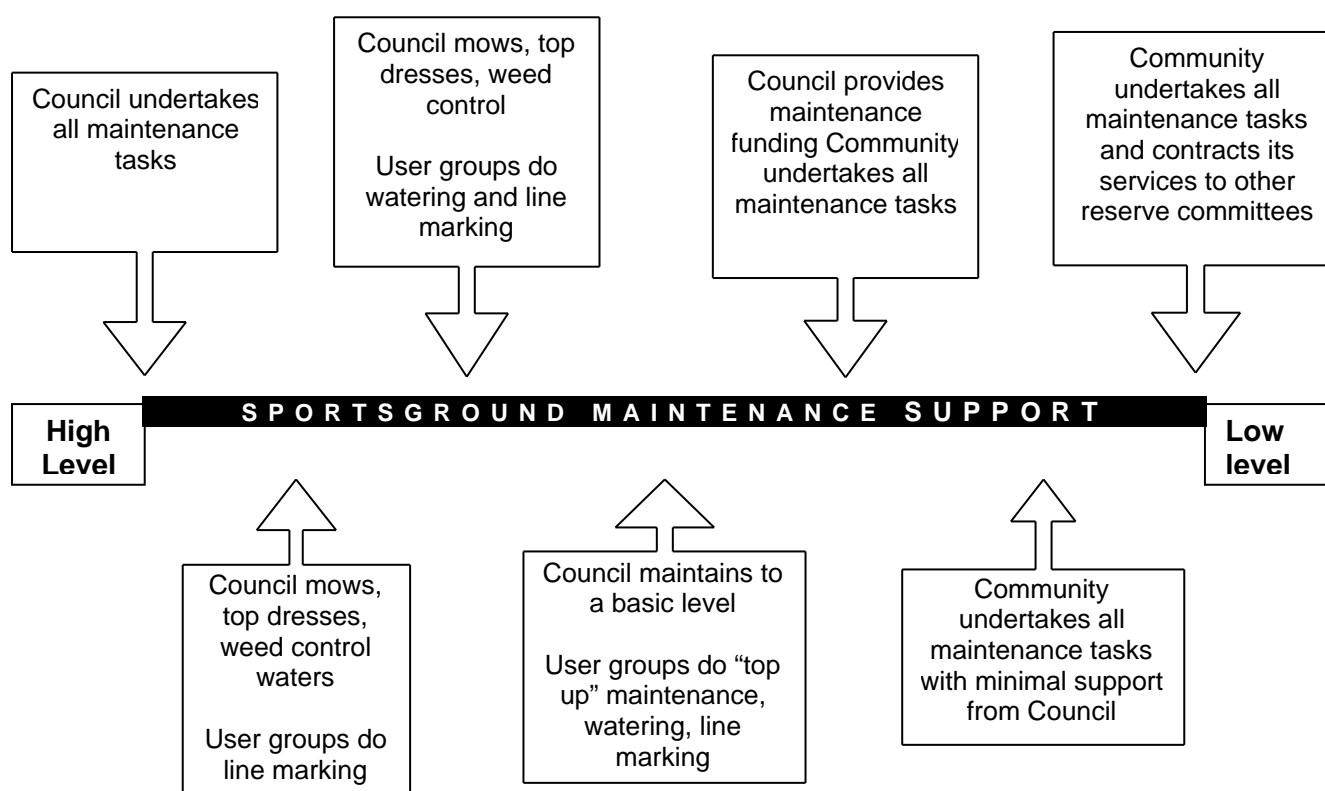 Council undertakes
all maintenance
tasks
Council mows, top
dresses, weed
control
User groups do
watering and line
marking
Council provides
maintenance
funding Community
undertakes all
maintenance tasks
Community
undertakes all
maintenance tasks
and contracts its
services to other
reserve committees
High
Level
SPORTSGROUND MAINTENANCE SUPPORT
Low
level
Council mows,
top dresses,
weed control
waters
User groups do
line marking
Council maintains to
a basic level
User groups do “top
up” maintenance,
watering, line
marking
Community
undertakes all
maintenance tasks
with minimal support
from Council